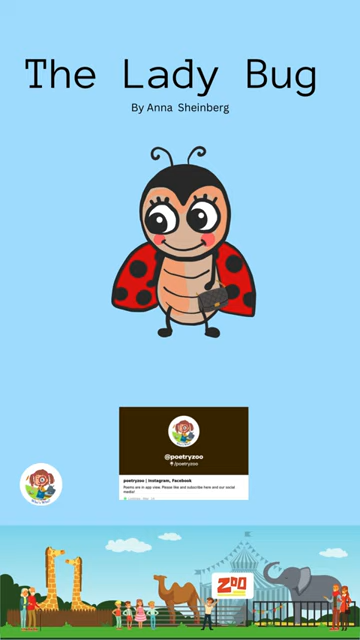 The Lady Bug
By Anna Sheinberg
@poetryzoo
/poetryzoo
poetryzoo | Instagram, Facebook
Poems are in app view. Please like and subscribe here and our social
media!
ZOO